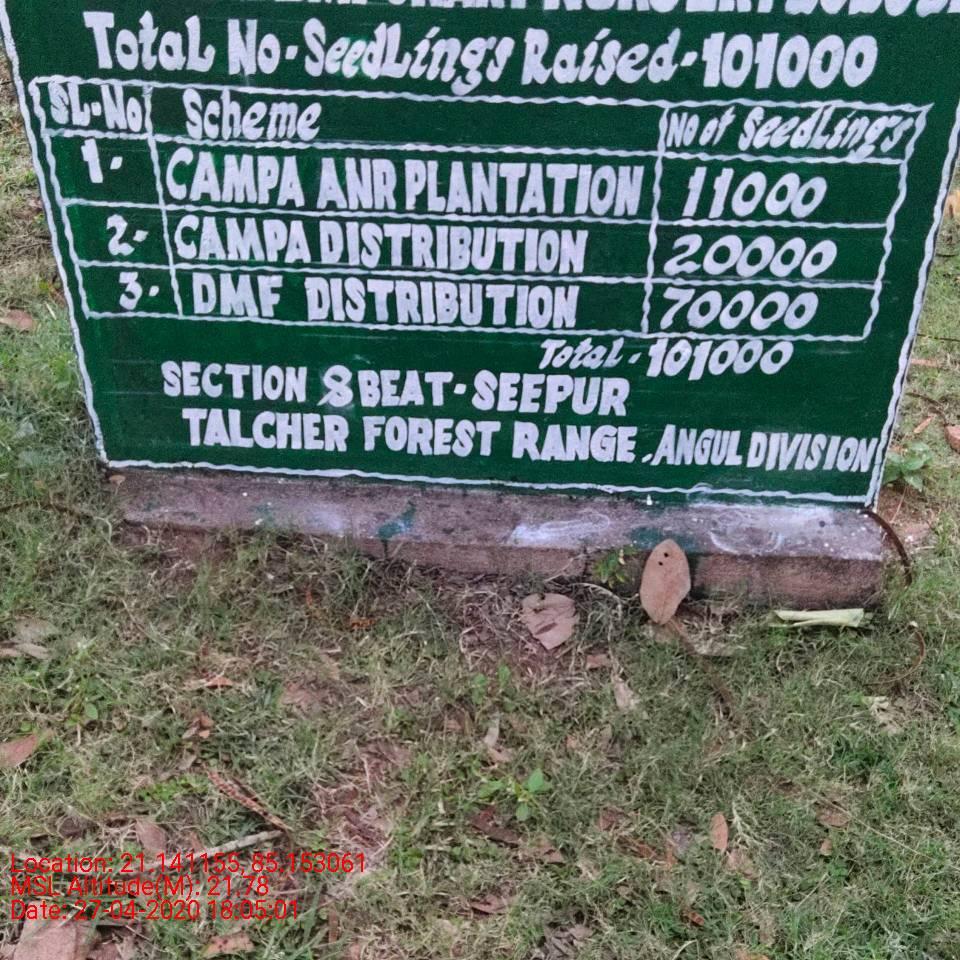 Total No-Seedlings Raised-101000
SL-No Scheme No of Seedlings
1- CAMPA ANR PLANTATION 11000
2- CAMPA DISTRIBUTION 20000
3- DMF DISTRIBUTION 70000
Total-101000
SECTION & BEAT-SEEPUR
TALCHER FOREST RANGE, ANGUL DIVISION
Location: 21.141155, 85.153061
MSL Altitude(M): 21.78
Date: 27-04-2020 18:05:01